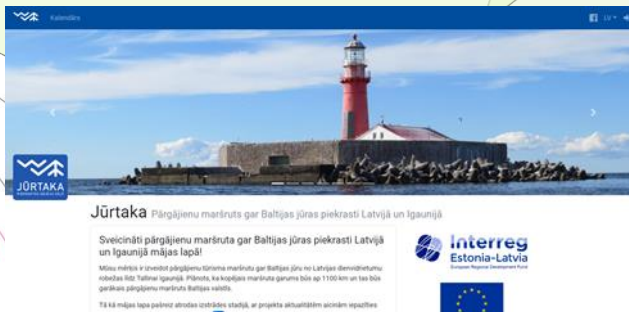 Kalendārs
LV
JŪRTAKA
Jūrtaka Pārgājienu maršruts gar Baltijas jūras piekrasti Latvijā un Igaunijā
Sveicināti pārgājienu maršruta gar Baltijas jūras piekrasti Latvijā
un Igaunijā mājas lapā!
Mūsu mērķis ir izveidot pārgājienu tūrisma maršrutu gar Baltijas jūru no Latvijas dienvidrietumu
robežas līdz Tallinai Igaunijā. Plānots, ka kopējais maršruta garums būs ap 1100 km un tas būs
garākais pārgājienu maršruts Baltijas valstīs.
Tā kā mājas lapa pašreiz atrodas izstrādes stadijā, ar projekta aktualitātēm aicinām iepazīties
Interreg
Estonia-Latvia
European Regional Development Fund